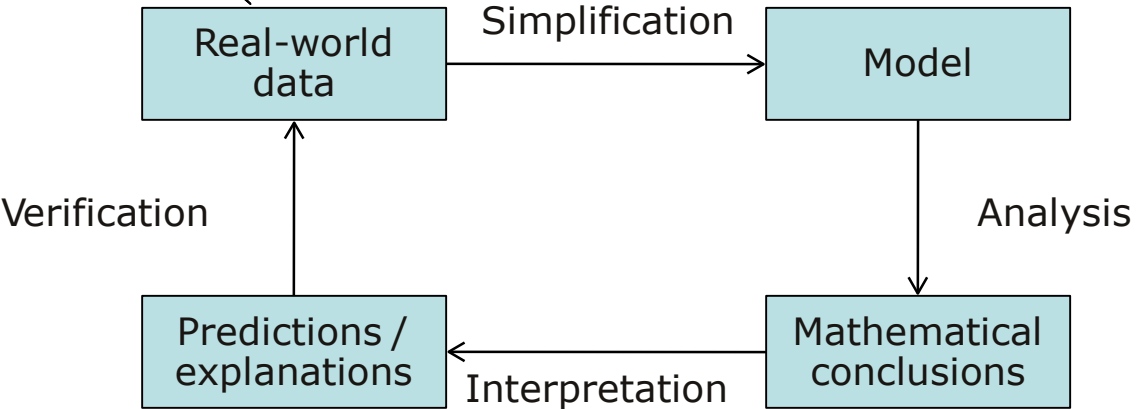 Simplification
Real-world
data
Model
Verification
Analysis
Predictions /
explanations
Mathematical
conclusions
Interpretation